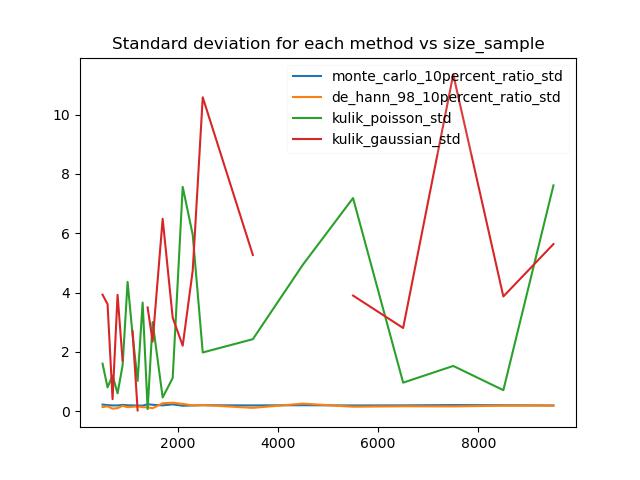 Standard deviation for each method vs size_sample
monte_carlo_10percent_ratio_std
de_hann_98_10percent_ratio_std
kulik_poisson_std
kulik_gaussian_std
10
8
6
4
2
0
2000 4000 6000 8000